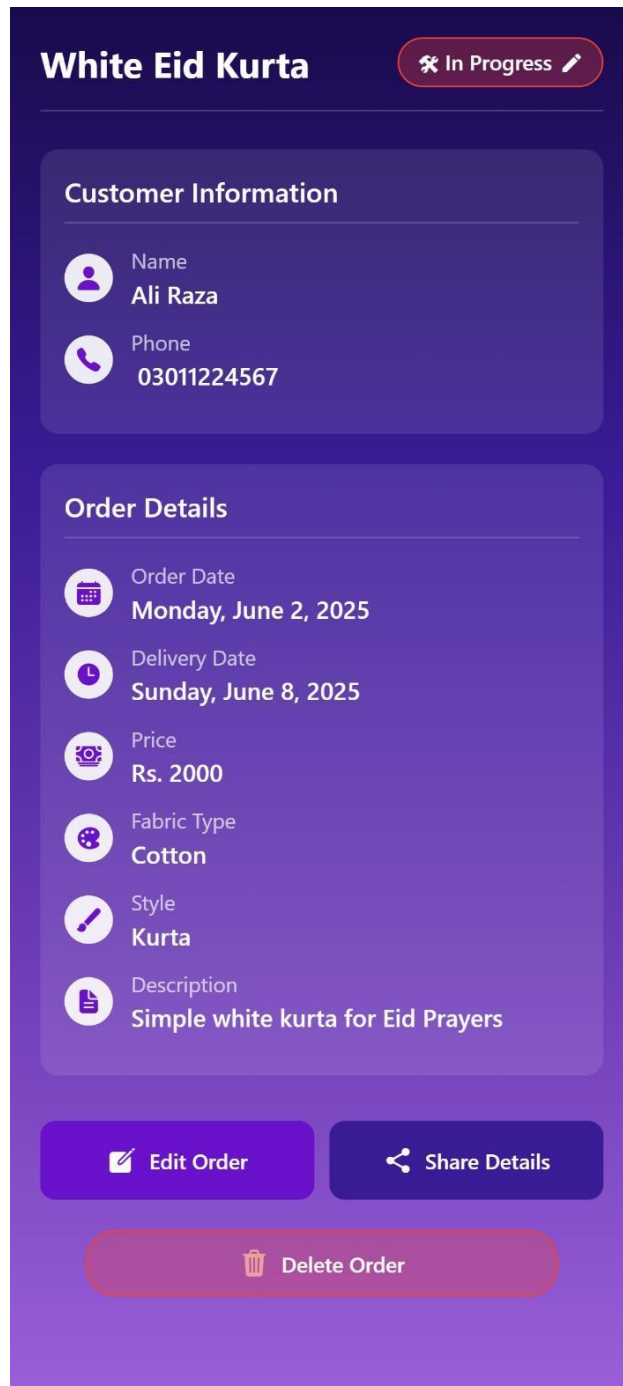 White Eid Kurta
In Progress
Customer Information
Name
Ali Raza
Phone
03011224567
Order Details
Order Date
Monday, June 2, 2025
Delivery Date
Sunday, June 8, 2025
Price
Rs. 2000
Fabric Type
Cotton
Style
Kurta
Description
Simple white kurta for Eid Prayers
Edit Order
Share Details
Delete Order